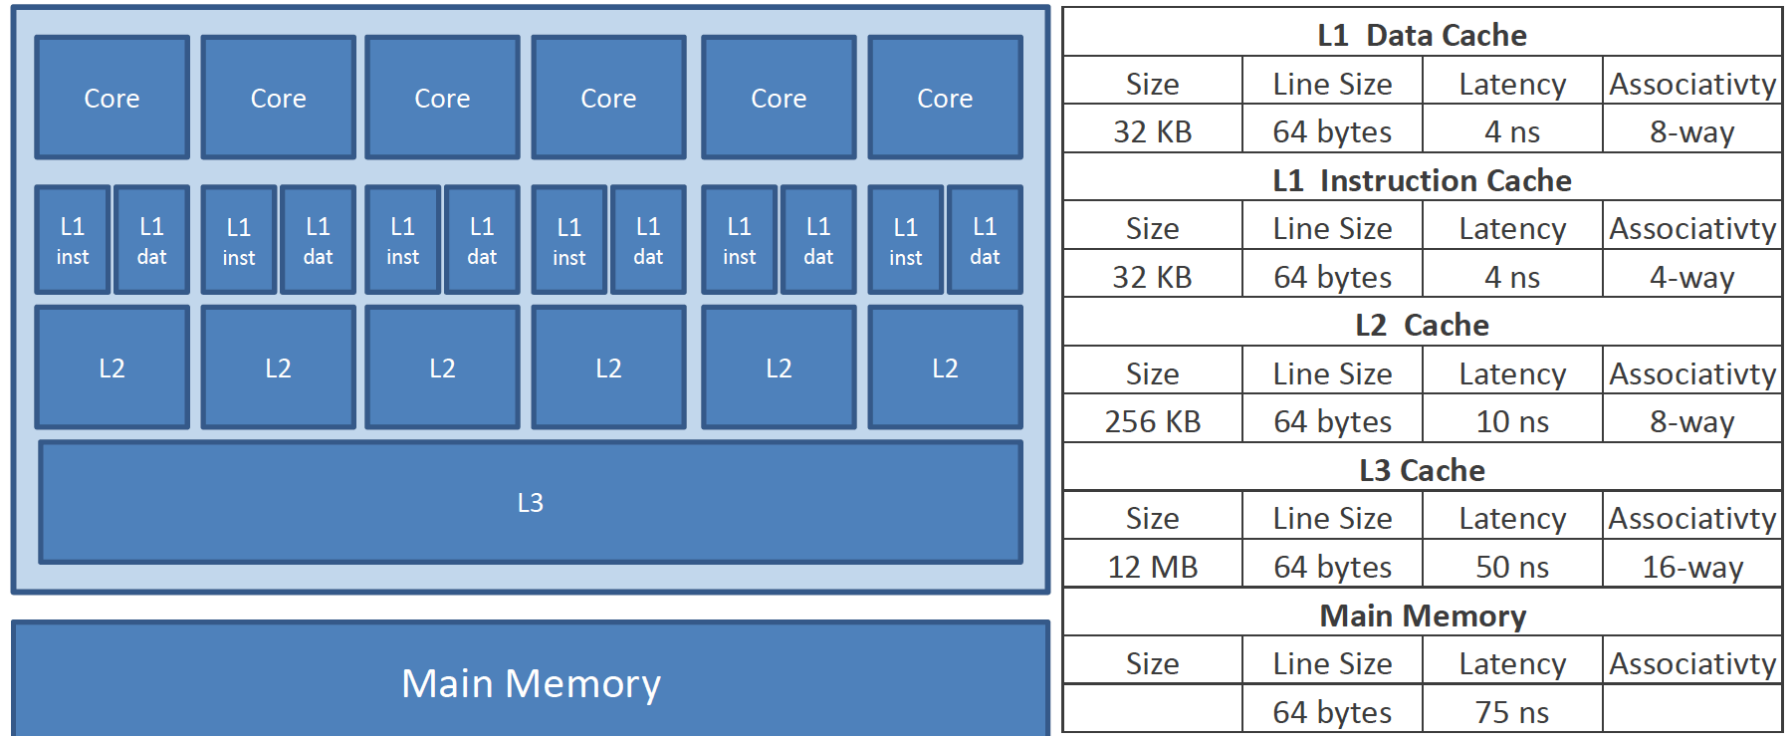 Core Core Core Core Core Core
L1 inst L1 dat L1 inst L1 dat L1 inst L1 dat L1 inst L1 dat L1 inst L1 dat L1 inst L1 dat
L2 L2 L2 L2 L2 L2
L3
Main Memory
L1 Data Cache
Size Line Size Latency Associativty
32 KB 64 bytes 4 ns 8-way
L1 Instruction Cache
Size Line Size Latency Associativty
32 KB 64 bytes 4 ns 4-way
L2 Cache
Size Line Size Latency Associativty
256 KB 64 bytes 10 ns 8-way
L3 Cache
Size Line Size Latency Associativty
12 MB 64 bytes 50 ns 16-way
Main Memory
Size Line Size Latency Associativty
64 bytes 75 ns